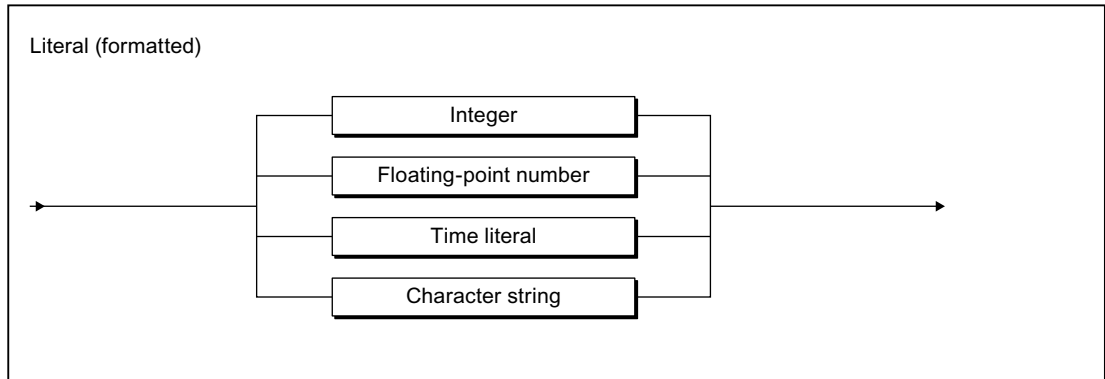 Literal (formatted)
Integer
Floating-point number
Time literal
Character string